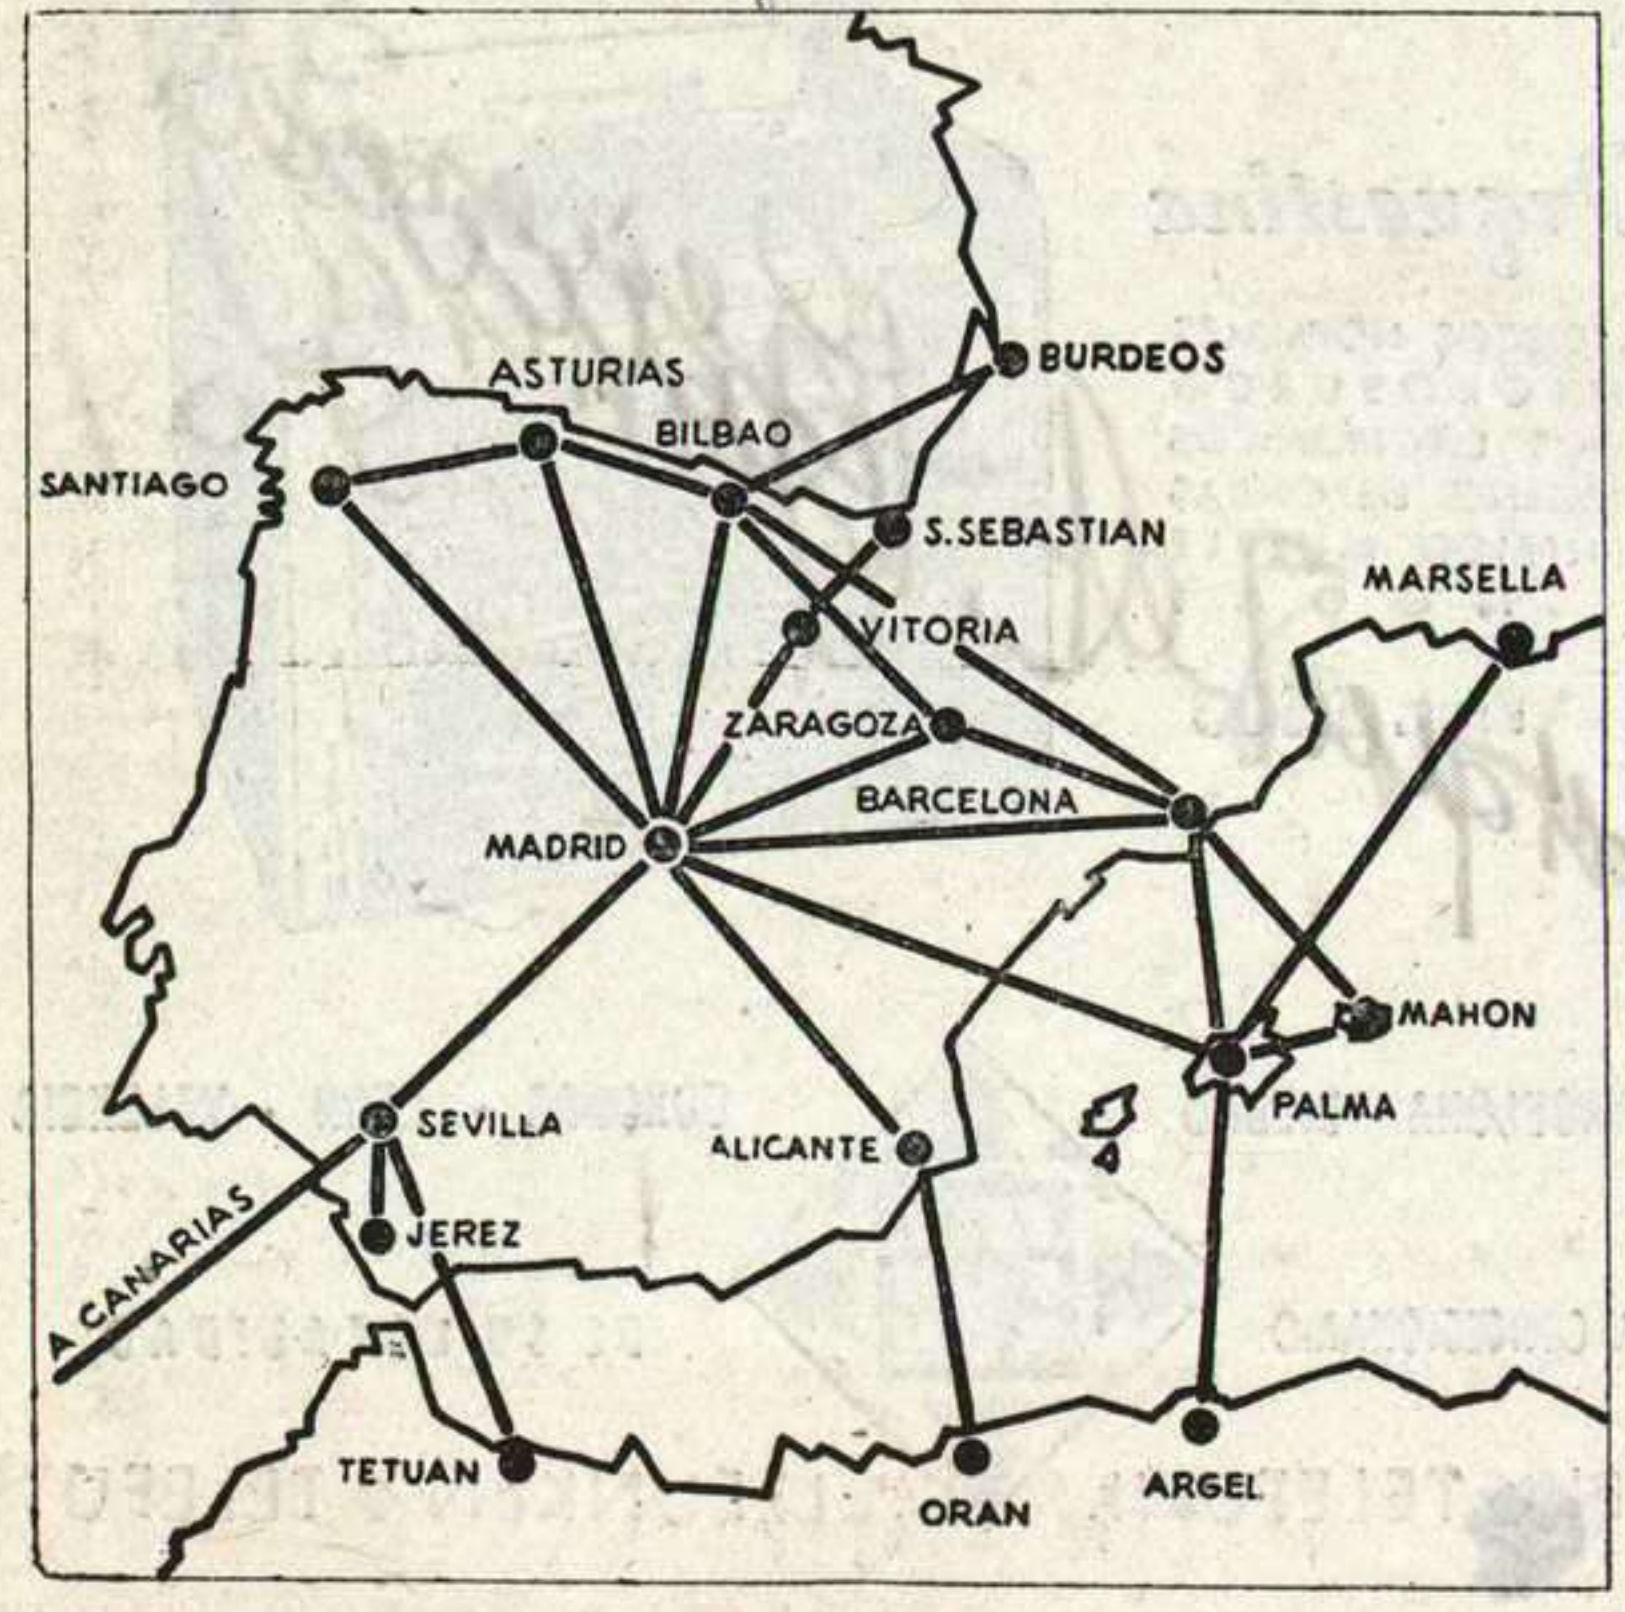 BURDEOS
ASTURIAS
BILBAO
SANTIAGO
S.SEBASTIAN
MARSELLA
VITORIA
ZARAGOZA
BARCELONA
MADRID
MAHON
PALMA
SEVILLA
ALICANTE
A CANARIAS
JEREZ
TETUAN
ORAN
ARGEL